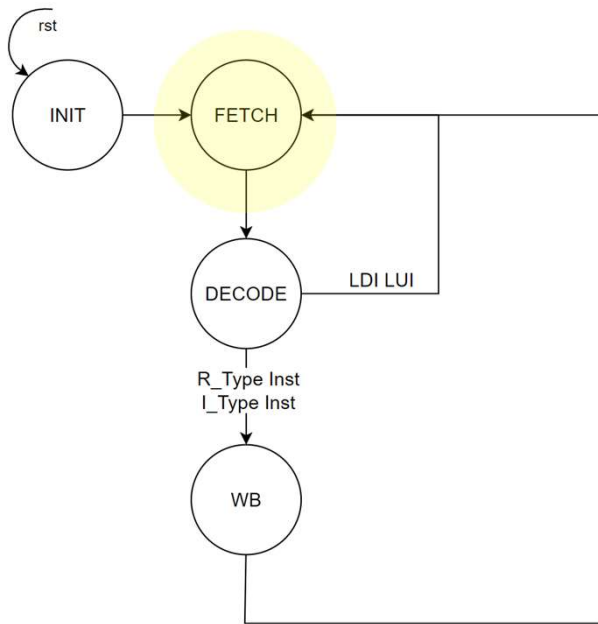 rst
INIT
FETCH
DECODE
LDI LUI
R_Type Inst
I_Type Inst
WB